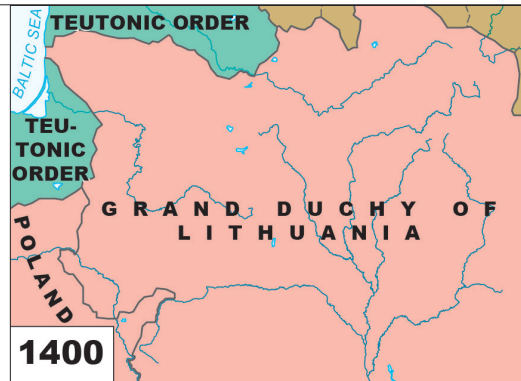 TEUTONIC ORDER
BALTIC SEA
TEU-
TONIC
ORDER
GRAND DUCHY OF
LITHUANIA
POLAND
1400